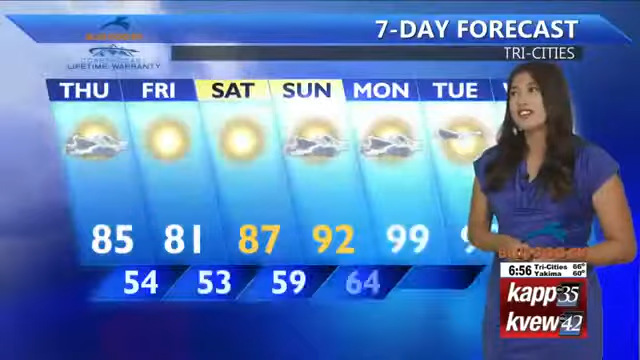 7-DAY FORECAST
TRI-CITIES
LIFETIME WARRANTY
THU FRI SAT SUN MON TUE
85 81 87 92 99
54 53 59 64
6:56 Tri-Cities 86°
Yakima 60°
kapp 35
kvew 42